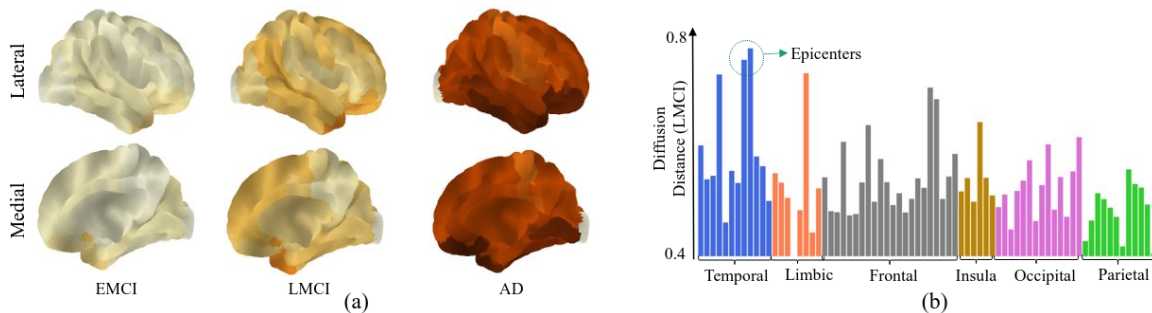 Lateral
Medial
EMCI
LMCI
AD
(a)
0.8
Epicenters
Diffusion
Distance (LMCI)
0.4
Temporal
Limbic
Frontal
Insula
Occipital
Parietal
(b)